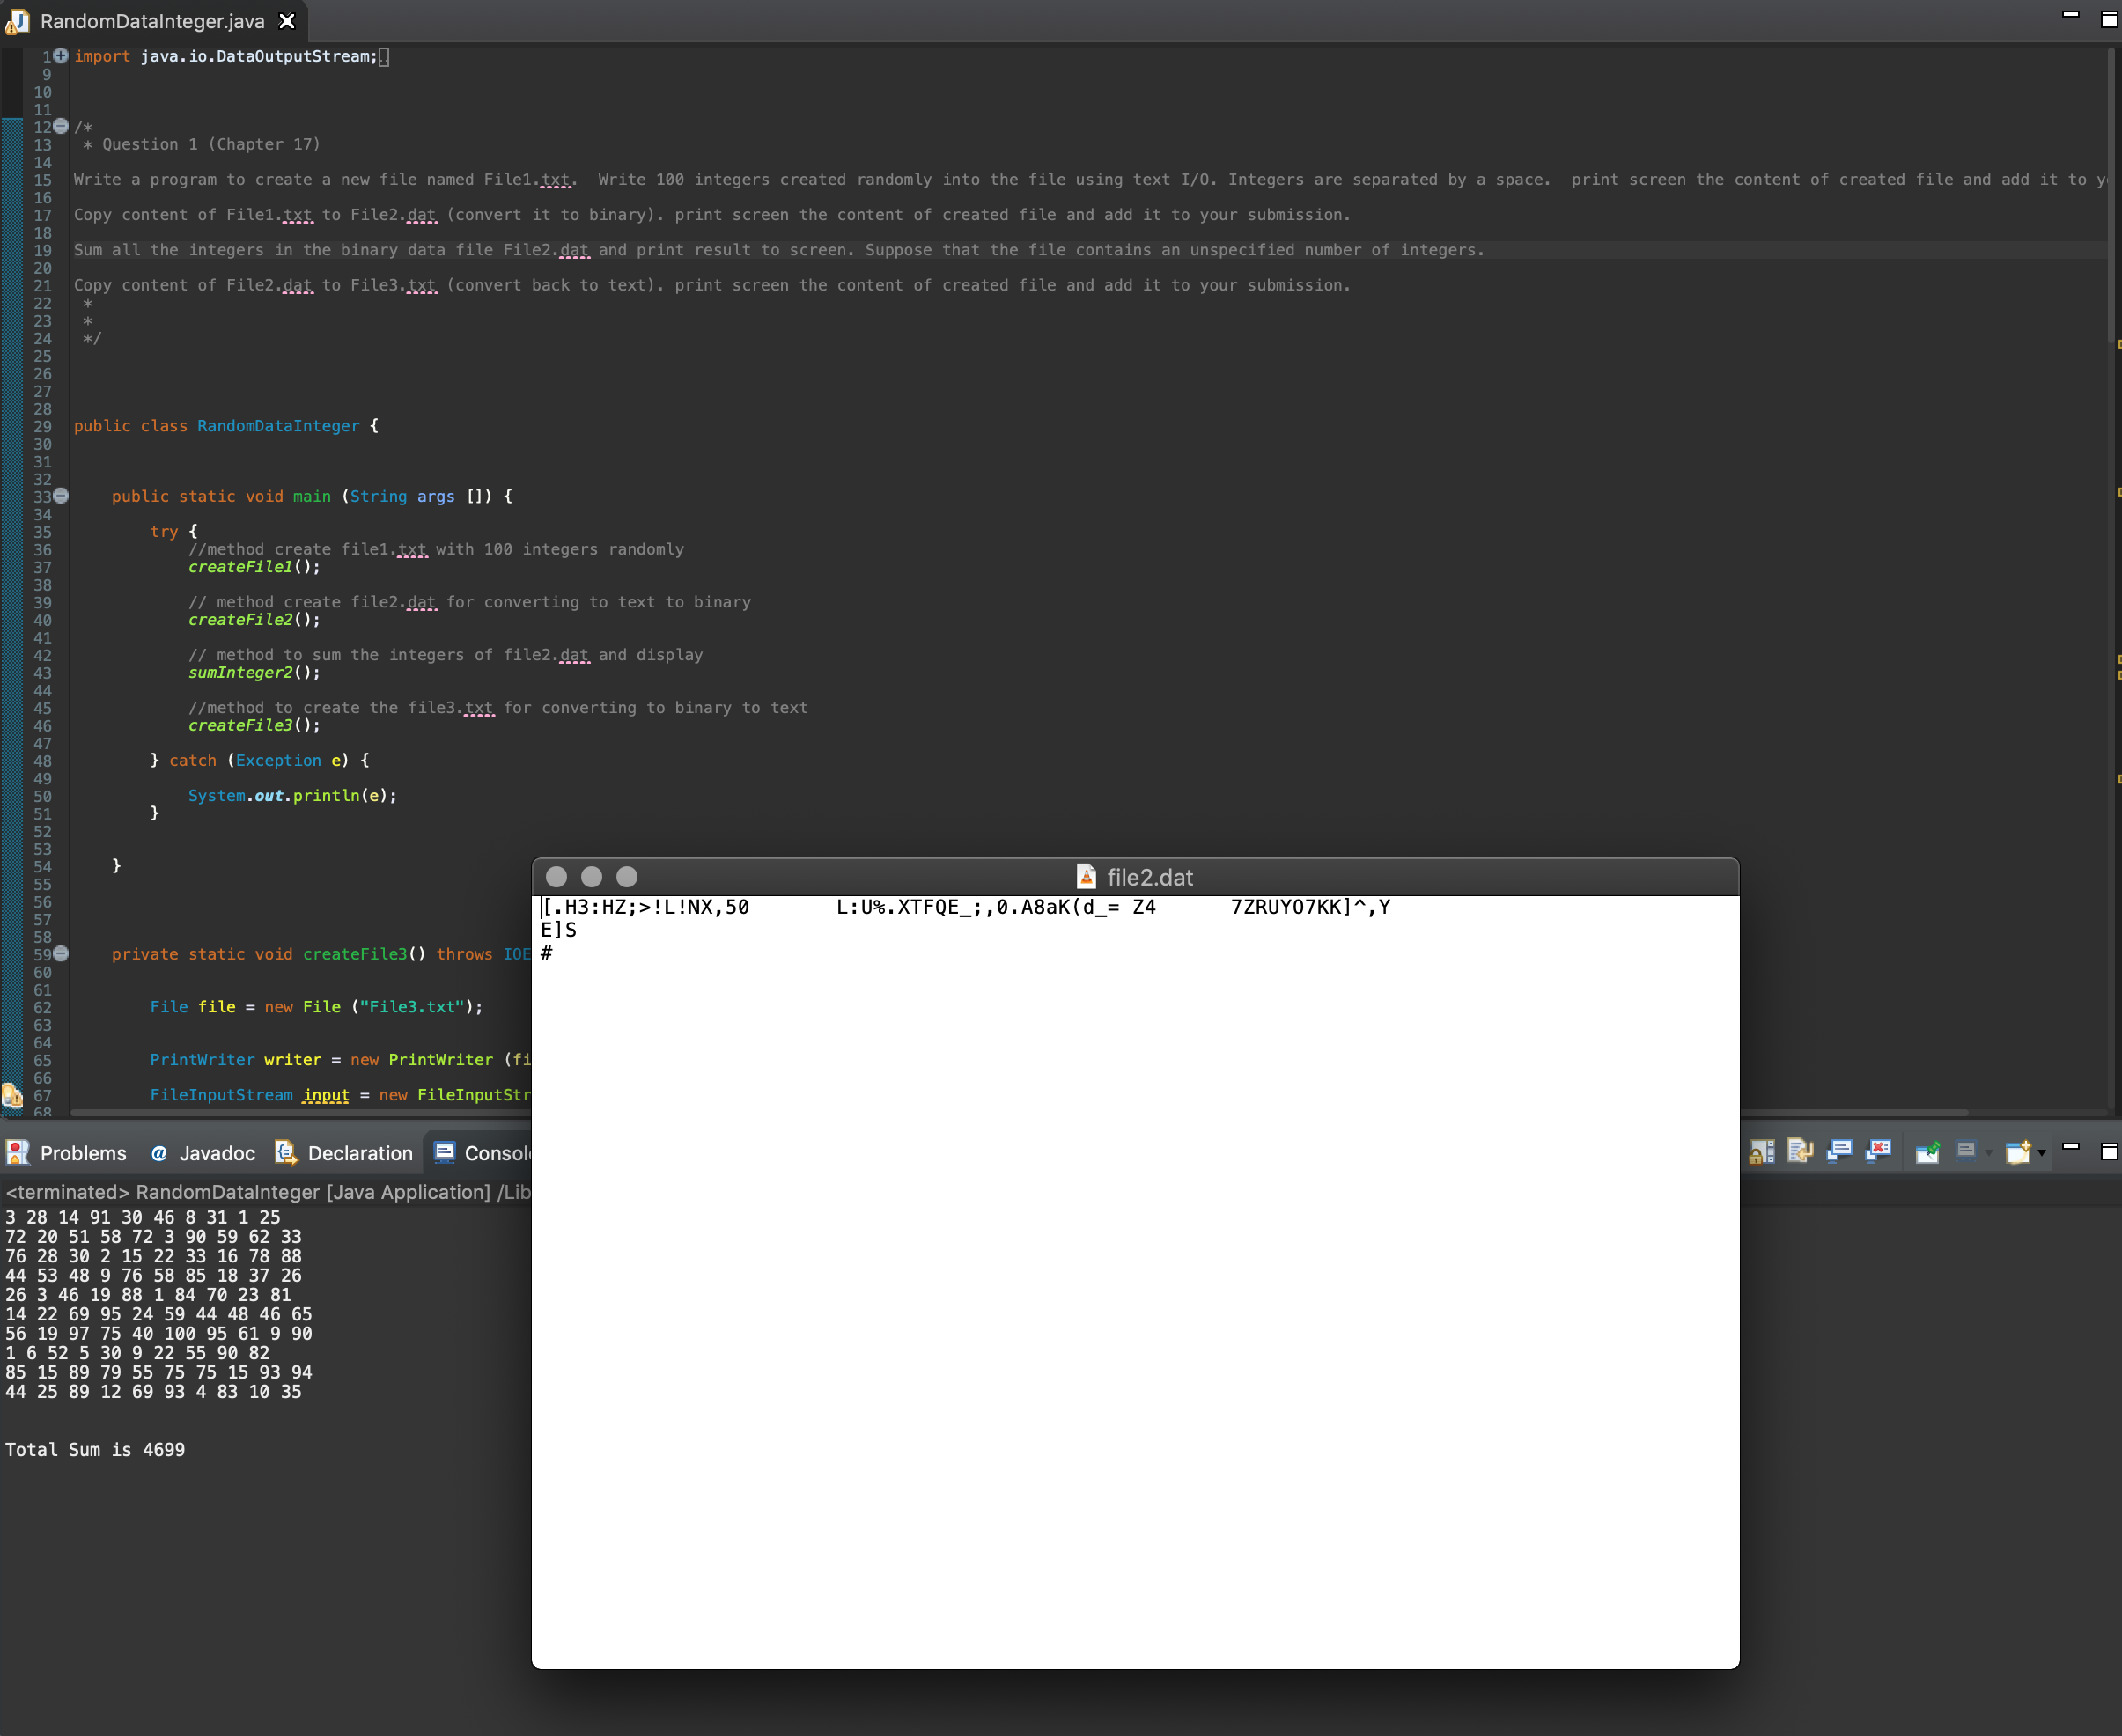 RandomDataInteger.java
1 import java.io.DataOutputStream;
9
10
11
12 /*
13 * Question 1 (Chapter 17)
14
15 Write a program to create a new file named File1.txt.  Write 100 integers created randomly into the file using text I/O. Integers are separated by a space.  print screen the content of created file and add it to y
16
17 Copy content of File1.txt to File2.dat (convert it to binary). print screen the content of created file and add it to your submission.
18
19 Sum all the integers in the binary data file File2.dat and print result to screen. Suppose that the file contains an unspecified number of integers.
20
21 Copy content of File2.dat to File3.txt (convert back to text). print screen the content of created file and add it to your submission.
22 *
23 *
24 */
25
26
27
28
29 public class RandomDataInteger {
30
31
32
33 public static void main (String args []) {
34
35 try {
36 //method create file1.txt with 100 integers randomly
37 createFile1();
38
39 // method create file2.dat for converting to text to binary
40 createFile2();
41
42 // method to sum the integers of file2.dat and display
43 sumInteger2();
44
45 //method to create the file3.txt for converting to binary to text
46 createFile3();
47
48 } catch (Exception e) {
49
50 System.out.println(e);
51 }
52
53
54 }
55
56
57
58
59 private static void createFile3() throws IOE
60
61
62 File file = new File ("File3.txt");
63
64
65 PrintWriter writer = new PrintWriter (fi
66
67 FileInputStream input = new FileInputStr
68
file2.dat
[.H3:HZ;>!L!NX,50 L:U%.XTFQE_;,0.A8aK(d_= Z4 7ZRUYO7KK]^,Y
E]S
#
Problems @ Javadoc Declaration Consol
<terminated> RandomDataInteger [Java Application] /Lib
3 28 14 91 30 46 8 31 1 25
72 20 51 58 72 3 90 59 62 33
76 28 30 2 15 22 33 16 78 88
44 53 48 9 76 58 85 18 37 26
26 3 46 19 88 1 84 70 23 81
14 22 69 95 24 59 44 48 46 65
56 19 97 75 40 100 95 61 9 90
1 6 52 5 30 9 22 55 90 82
85 15 89 79 55 75 75 15 93 94
44 25 89 12 69 93 4 83 10 35
Total Sum is 4699